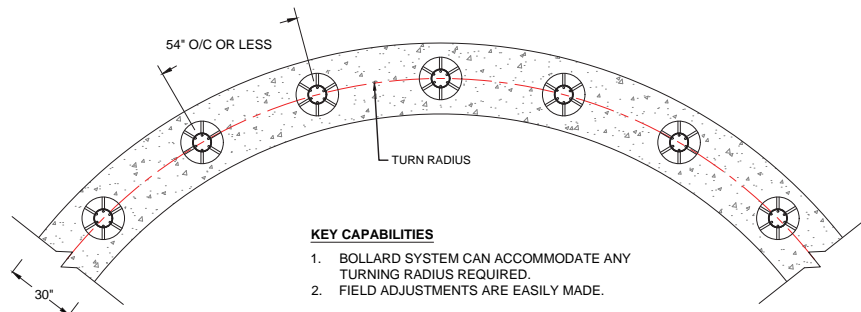 54" O/C OR LESS
TURN RADIUS
KEY CAPABILITIES
1. BOLLARD SYSTEM CAN ACCOMMODATE ANY
TURNING RADIUS REQUIRED.
2. FIELD ADJUSTMENTS ARE EASILY MADE.
30"